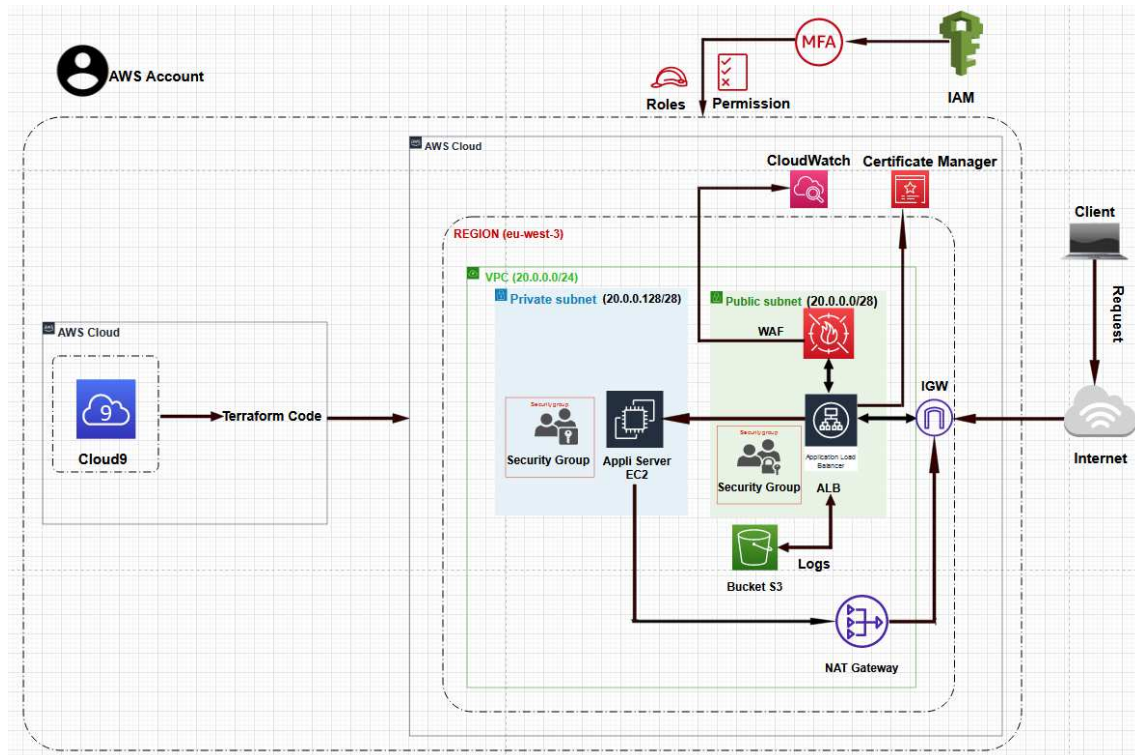 AWS Account
MFA
Roles
Permission
IAM
AWS Cloud
CloudWatch
Certificate Manager
REGION (eu-west-3)
Client
Request
VPC (20.0.0.0/24)
Private subnet (20.0.0.128/28)
Public subnet (20.0.0.0/28)
WAF
AWS Cloud
9
Cloud9
Terraform Code
Security group
Security Group
Appli Server
EC2
Security group
Security Group
Application Load
Balancer
ALB
IGW
Internet
Logs
Bucket S3
NAT Gateway